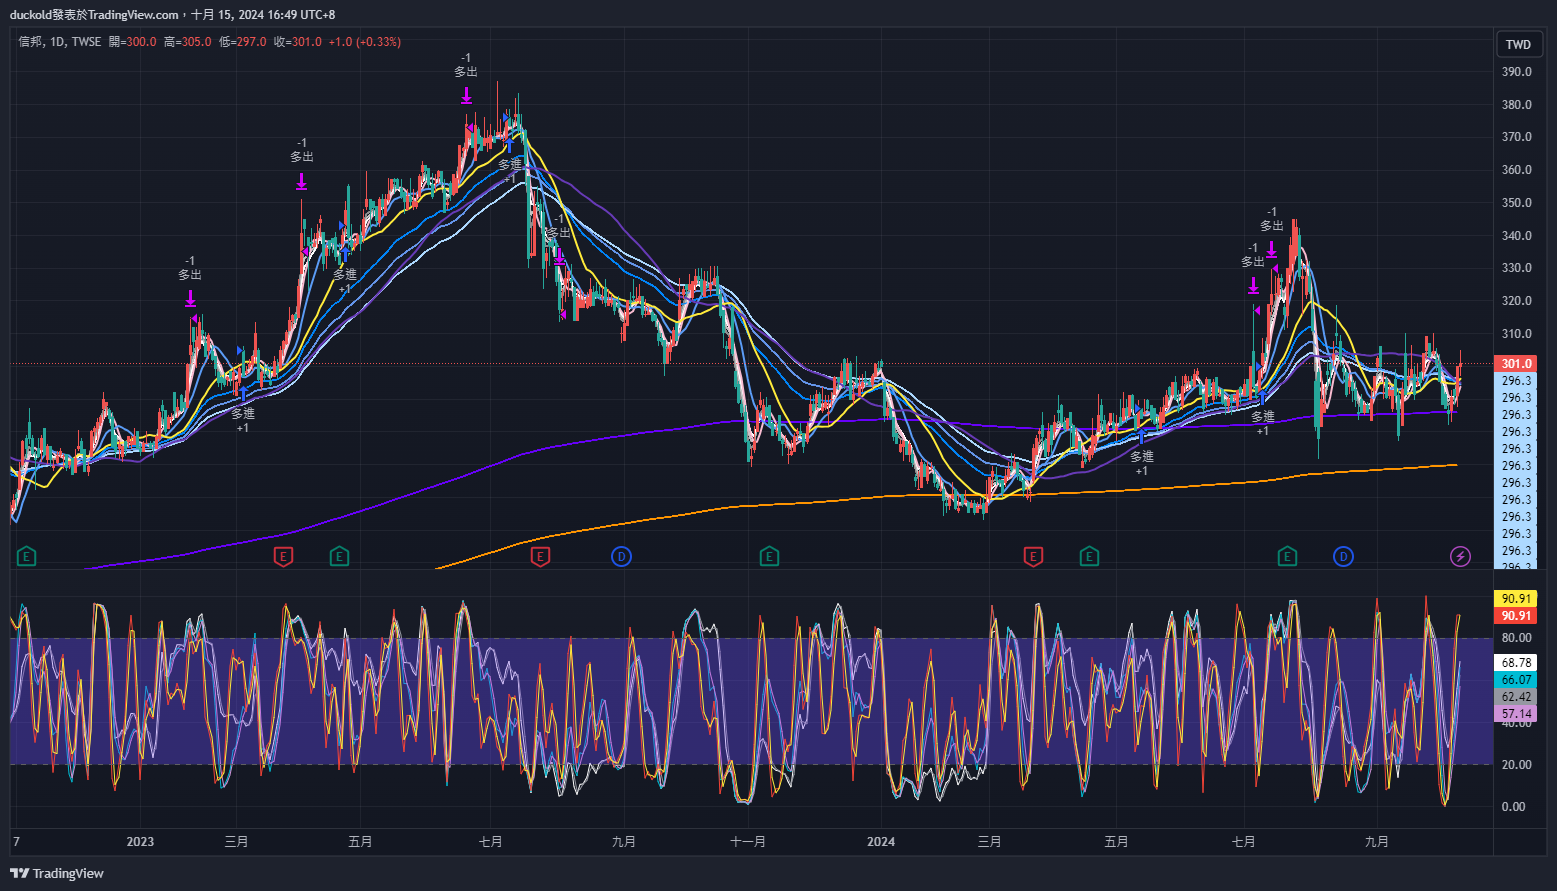 duckold發表於TradingView.com，十月 15, 2024 16:49 UTC+8
信邦, 1D, TWSE 開=300.0 高=305.0 低=297.0 收=301.0 +1.0 (+0.33%)
TWD
390.0
380.0
370.0
360.0
350.0
340.0
330.0
320.0
310.0
301.0
296.3
296.3
296.3
296.3
296.3
296.3
296.3
296.3
296.3
296.3
296.3
296.3
-1
多出
-1
多出
-1
多出
多進
+1
-1
多出
-1
多出
-1
多出
多進
+1
多進
+1
多進
+1
多進
+1
E
E
E
E
D
E
E
E
E
D
90.91
90.91
80.00
68.78
66.07
62.42
57.14
40.00
20.00
0.00
7
2023
三月
五月
七月
九月
十一月
2024
三月
五月
七月
九月
TradingView